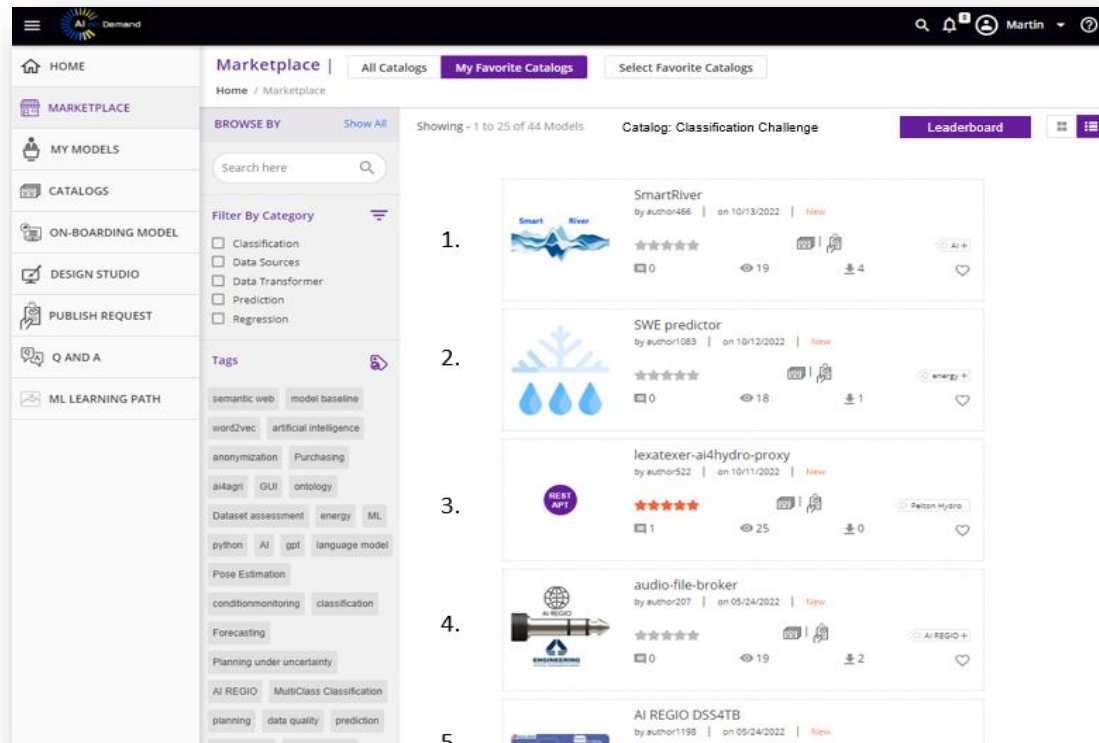 AI on Demand
8
Martin
HOME
MARKETPLACE
MY MODELS
CATALOGS
ON-BOARDING MODEL
DESIGN STUDIO
PUBLISH REQUEST
Q AND A
ML LEARNING PATH
Marketplace | All Catalogs My Favorite Catalogs Select Favorite Catalogs
Home / Marketplace
BROWSE BY Show All
Search here
Filter By Category
Classification
Data Sources
Data Transformer
Prediction
Regression
Tags
semantic web model baseline
word2vec artificial intelligence
anonymization Purchasing
ai4agri GUI ontology
Dataset assessment energy ML
python AI gpt language model
Pose Estimation
conditionmonitoring classification
Forecasting
Planning under uncertainty
AI REGIO MultiClass Classification
planning data quality prediction
Showing - 1 to 25 of 44 Models Catalog: Classification Challenge Leaderboard
1.
Smart River
SmartRiver
by author466 | on 10/13/2022 | New
AI +
0 19 4
2.
SWE predictor
by author1083 | on 10/12/2022 | New
energy +
0 18 1
3.
REST
APT
lexatexer-ai4hydro-proxy
by author522 | on 10/11/2022 | New
Pelton Hydro
1 25 0
4.
AI REGIO
ENGINEERING
audio-file-broker
by author207 | on 05/24/2022 | New
AI REGIO +
0 19 2
5.
AI REGIO DSS4TB
by author1198 | on 05/24/2022 | New